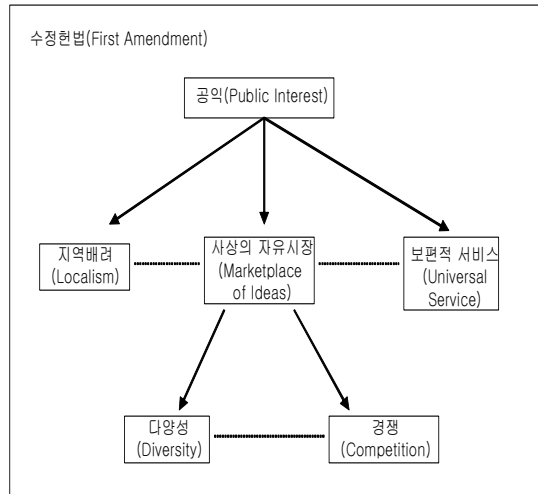 수정헌법(First Amendment)
공익(Public Interest)
지역배려
(Localism)
사상의 자유시장
(Marketplace
of Ideas)
보편적 서비스
(Universal
Service)
다양성
(Diversity)
경쟁
(Competition)